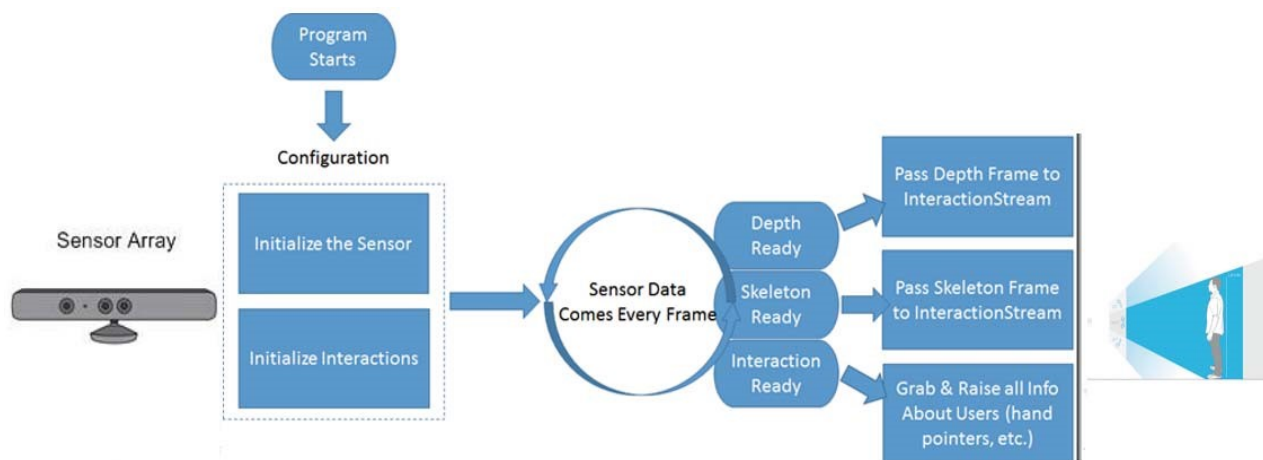 Program
Starts
Configuration
Sensor Array
Initialize the Sensor
Initialize Interactions
Sensor Data
Comes Every Frame
Depth
Ready
Skeleton
Ready
Interaction
Ready
Pass Depth Frame to
InteractionStream
Pass Skeleton Frame
to InteractionStream
Grab & Raise all Info
About Users (hand
pointers, etc.)